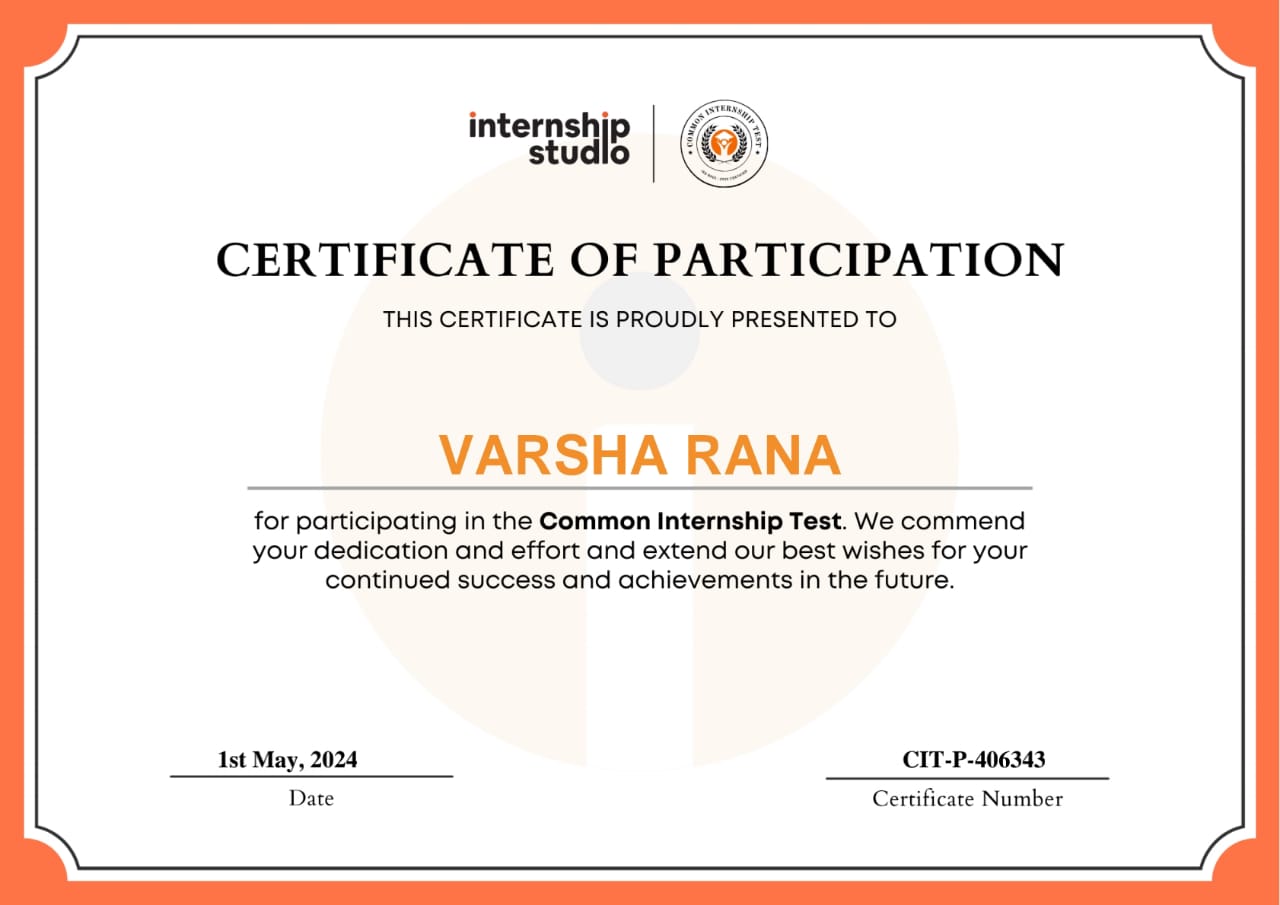 internship
studio
COMMON INTERNSHIP TEST
CERTIFICATE OF PARTICIPATION
THIS CERTIFICATE IS PROUDLY PRESENTED TO
VARSHA RANA
for participating in the Common Internship Test. We commend
your dedication and effort and extend our best wishes for your
continued success and achievements in the future.
1st May, 2024
Date
CIT-P-406343
Certificate Number